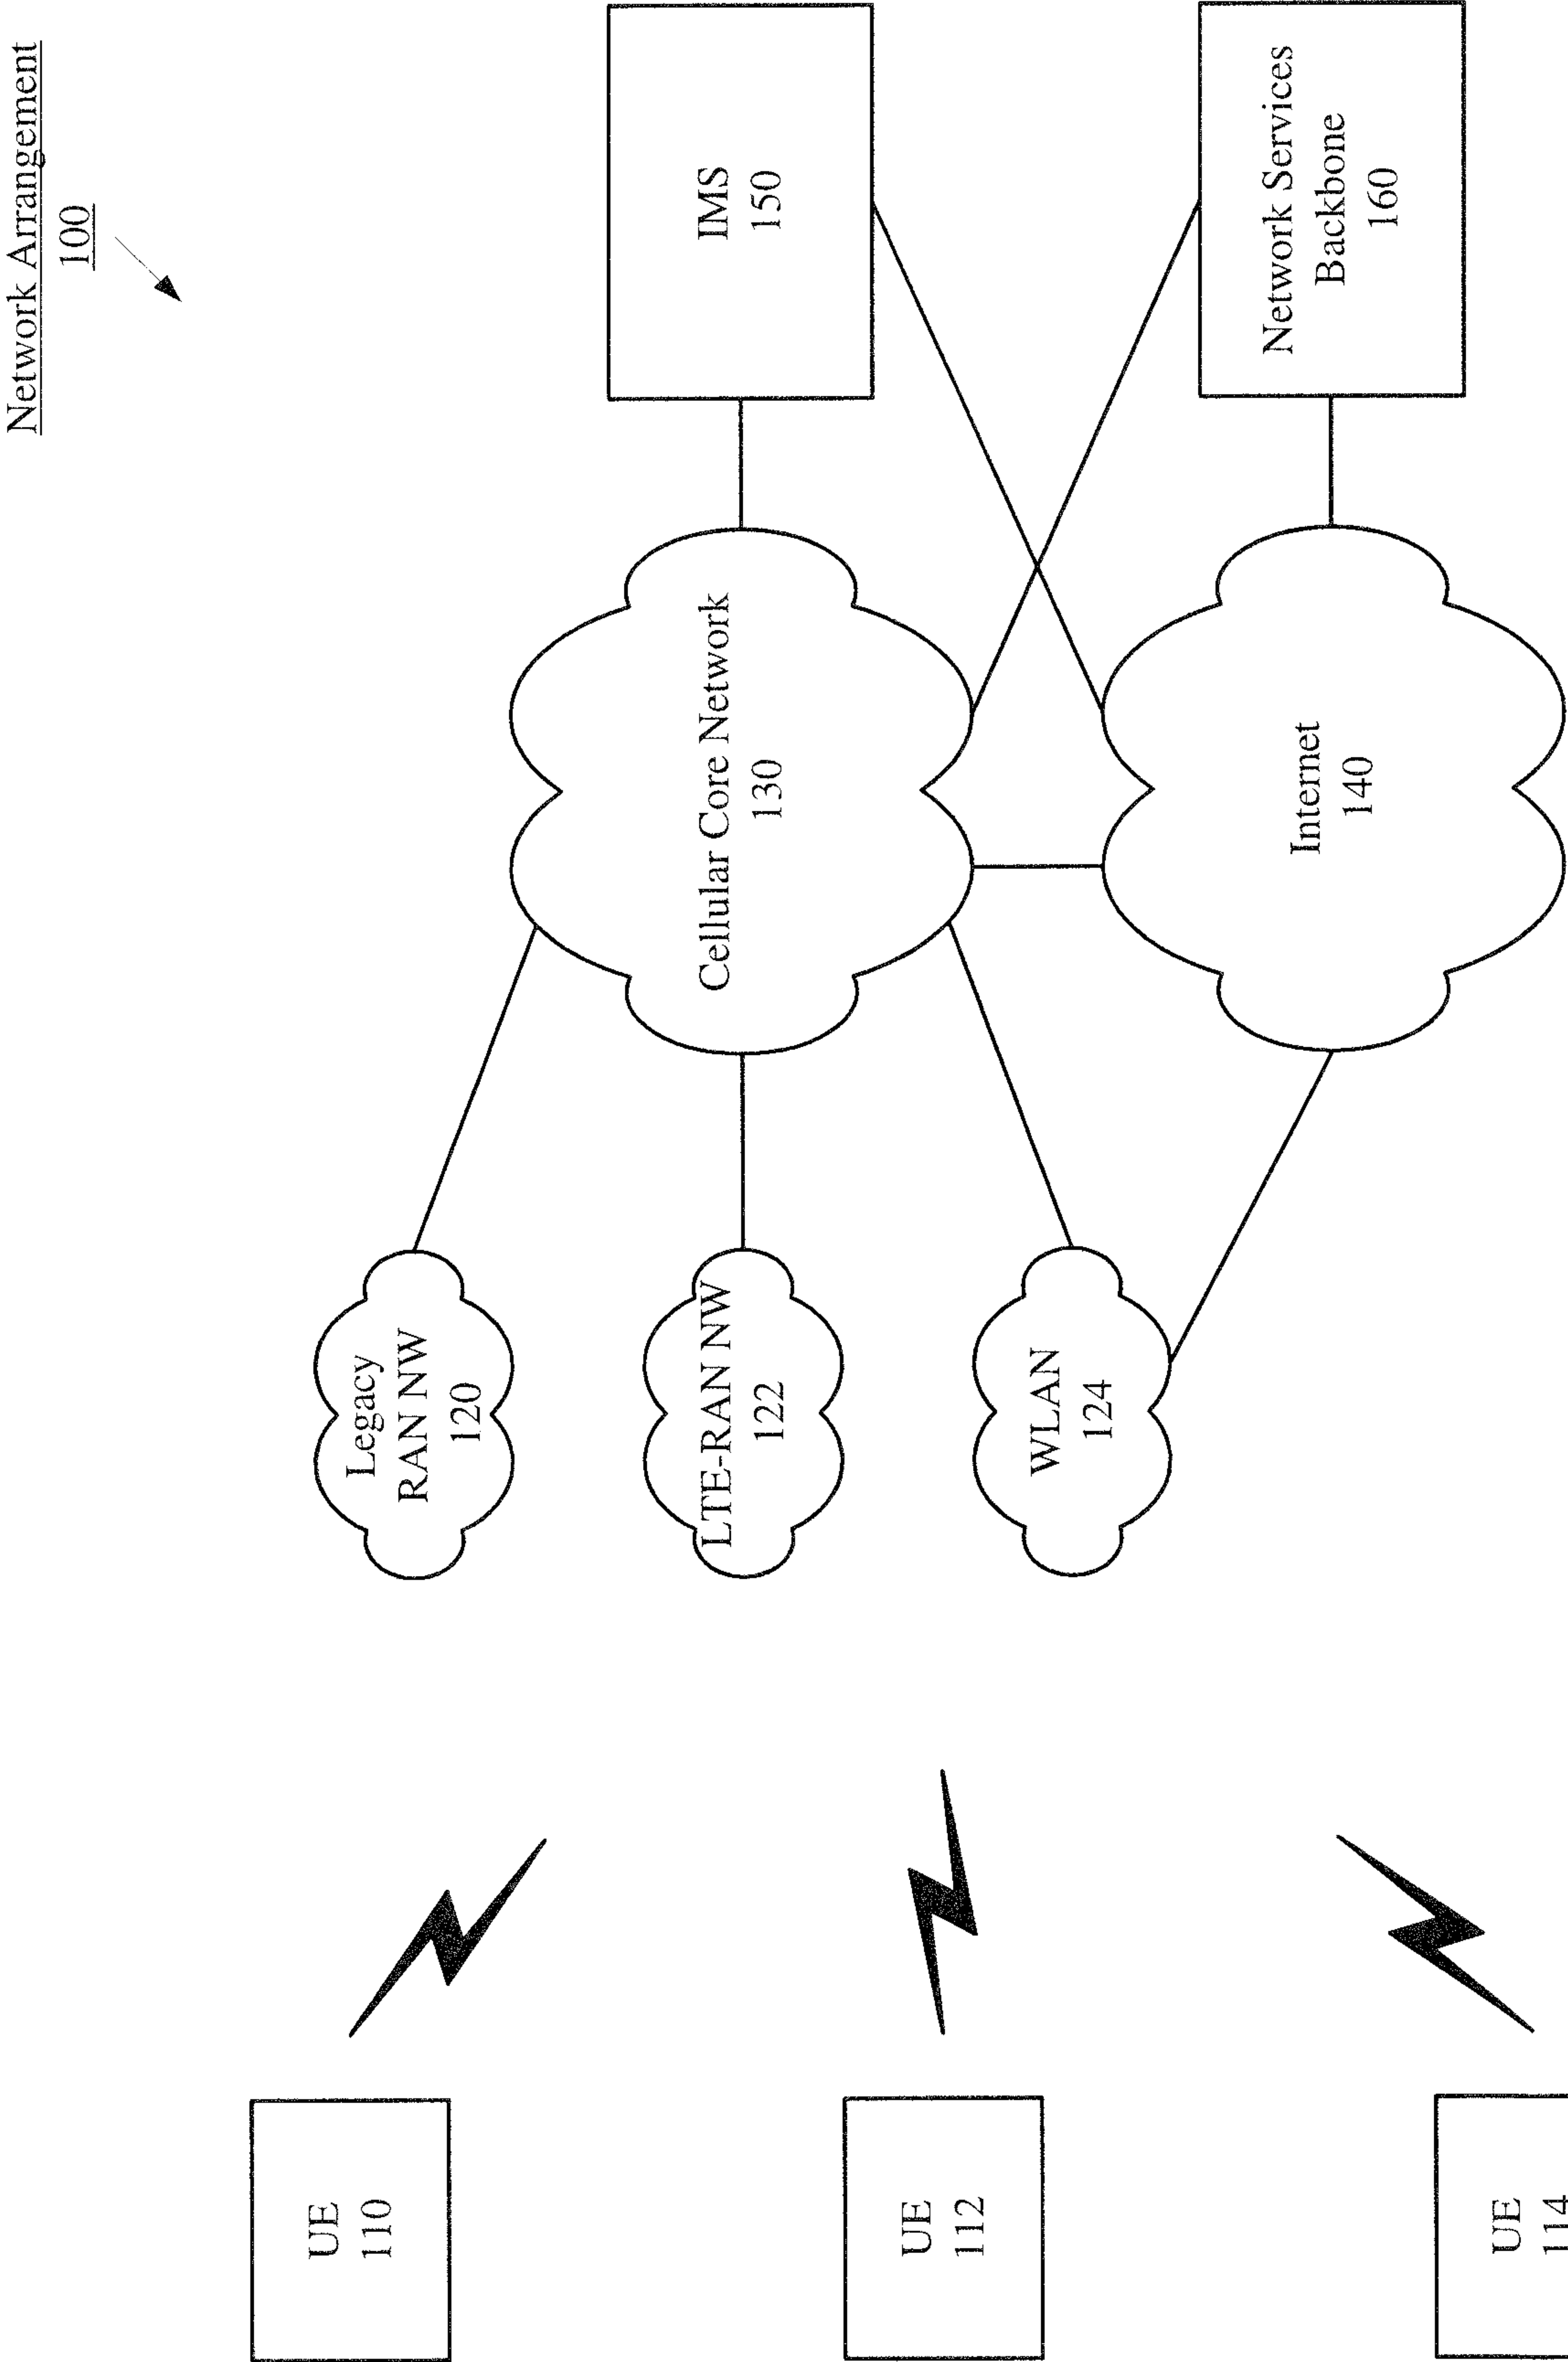 Network Arrangement
100
UE
110
UE
112
UE
114
Legacy
RAN NW
120
LTE-RAN NW
122
WLAN
124
Cellular Core Network
130
Internet
140
IMS
150
Network Services
Backbone
160